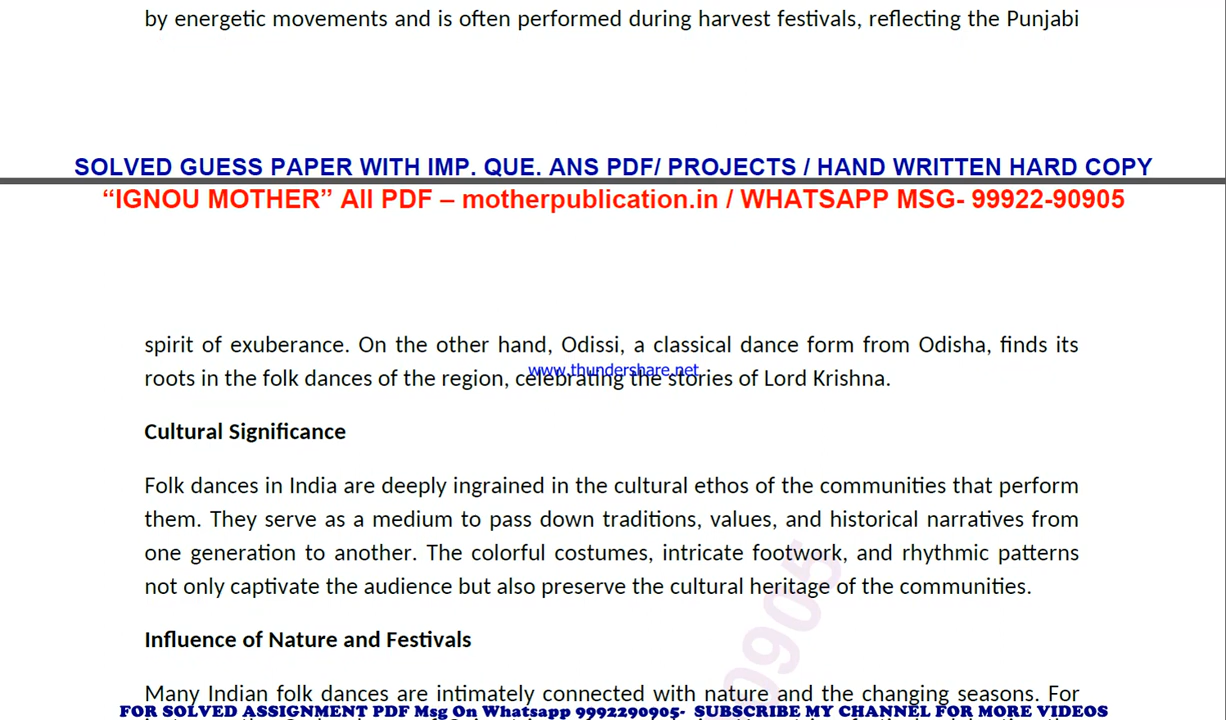 by energetic movements and is often performed during harvest festivals, reflecting the Punjabi
SOLVED GUESS PAPER WITH IMP. QUE. ANS PDF/ PROJECTS / HAND WRITTEN HARD COPY
“IGNOU MOTHER” All PDF – motherpublication.in / WHATSAPP MSG- 99922-90905
spirit of exuberance. On the other hand, Odissi, a classical dance form from Odisha, finds its
www.thundershare.net
roots in the folk dances of the region, celebrating the stories of Lord Krishna.
Cultural Significance
Folk dances in India are deeply ingrained in the cultural ethos of the communities that perform
them. They serve as a medium to pass down traditions, values, and historical narratives from
one generation to another. The colorful costumes, intricate footwork, and rhythmic patterns
not only captivate the audience but also preserve the cultural heritage of the communities.
0905
Influence of Nature and Festivals
Many Indian folk dances are intimately connected with nature and the changing seasons. For
FOR SOLVED ASSIGNMENT PDF Msg On Whatsapp 9992290905- SUBSCRIBE MY CHANNEL FOR MORE VIDEOS